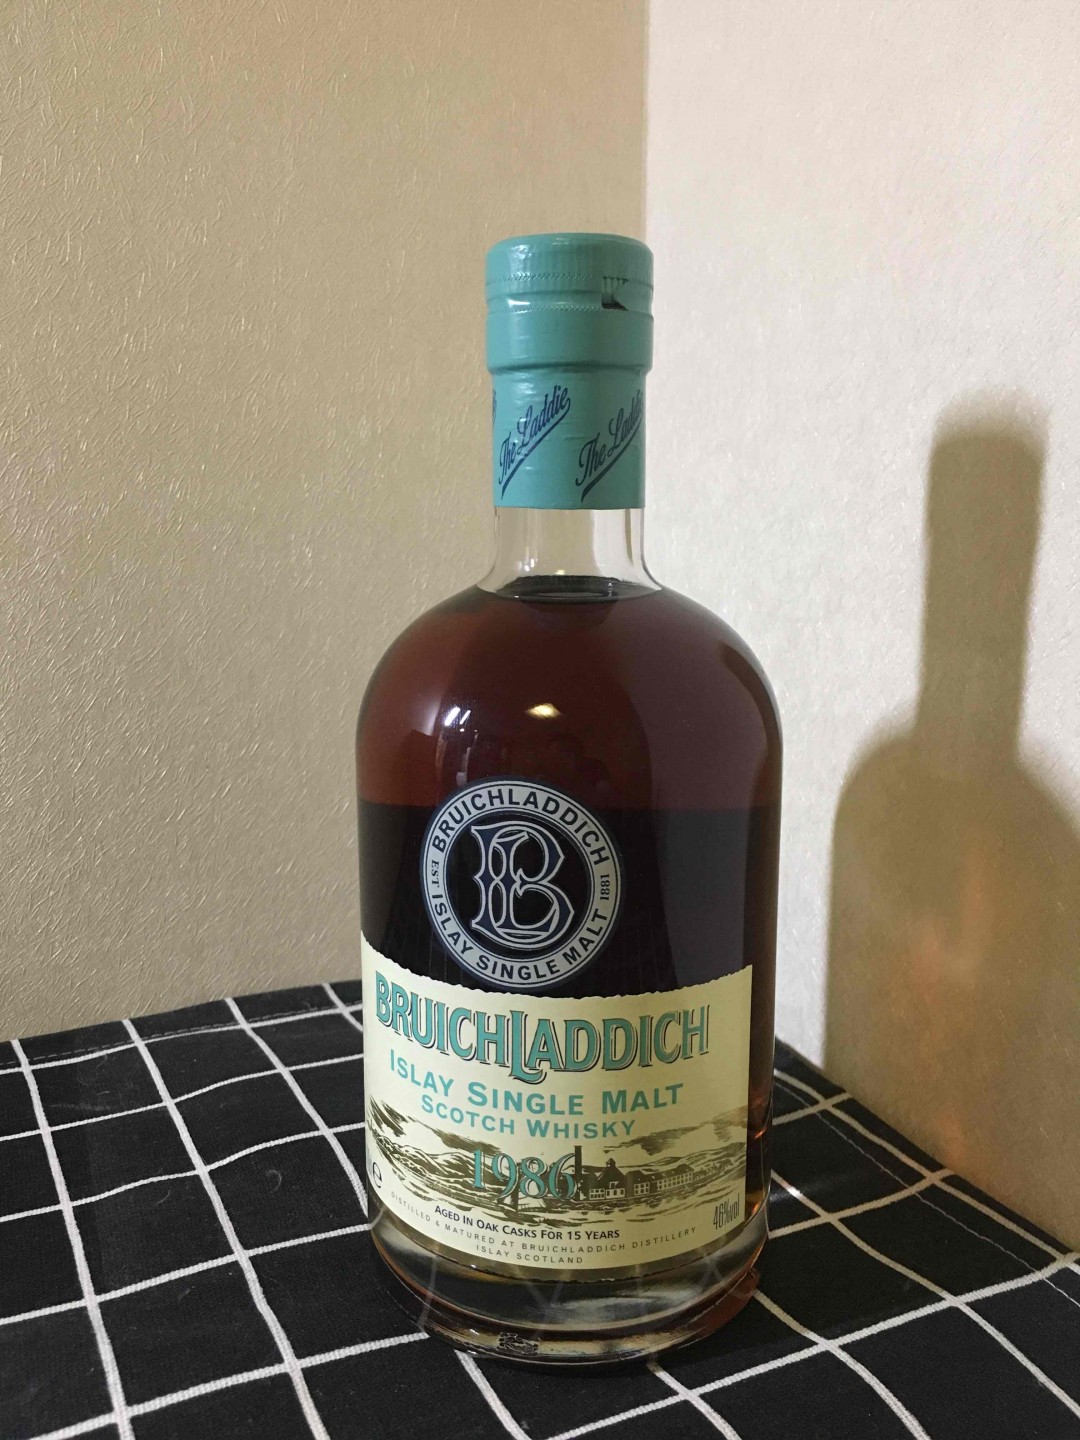 The Laddie
The Laddie
BRUICHLADDICH
EST. 1881
ISLAY SINGLE MALT
BRUICHLADDICH
ISLAY SINGLE MALT
SCOTCH WHISKY
1986
e
AGED IN OAK CASKS FOR 15 YEARS
46%vol
DISTILLED & MATURED AT BRUICHLADDICH DISTILLERY
ISLAY SCOTLAND